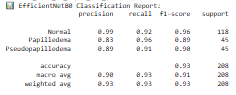 EfficientNetB0 Classification Report:
precision recall f1-score support
Normal 0.99 0.92 0.96 118
Papilledema 0.83 0.96 0.89 45
Pseudopapilledema 0.89 0.91 0.90 45
accuracy 0.93 208
macro avg 0.90 0.93 0.91 208
weighted avg 0.93 0.93 0.93 208